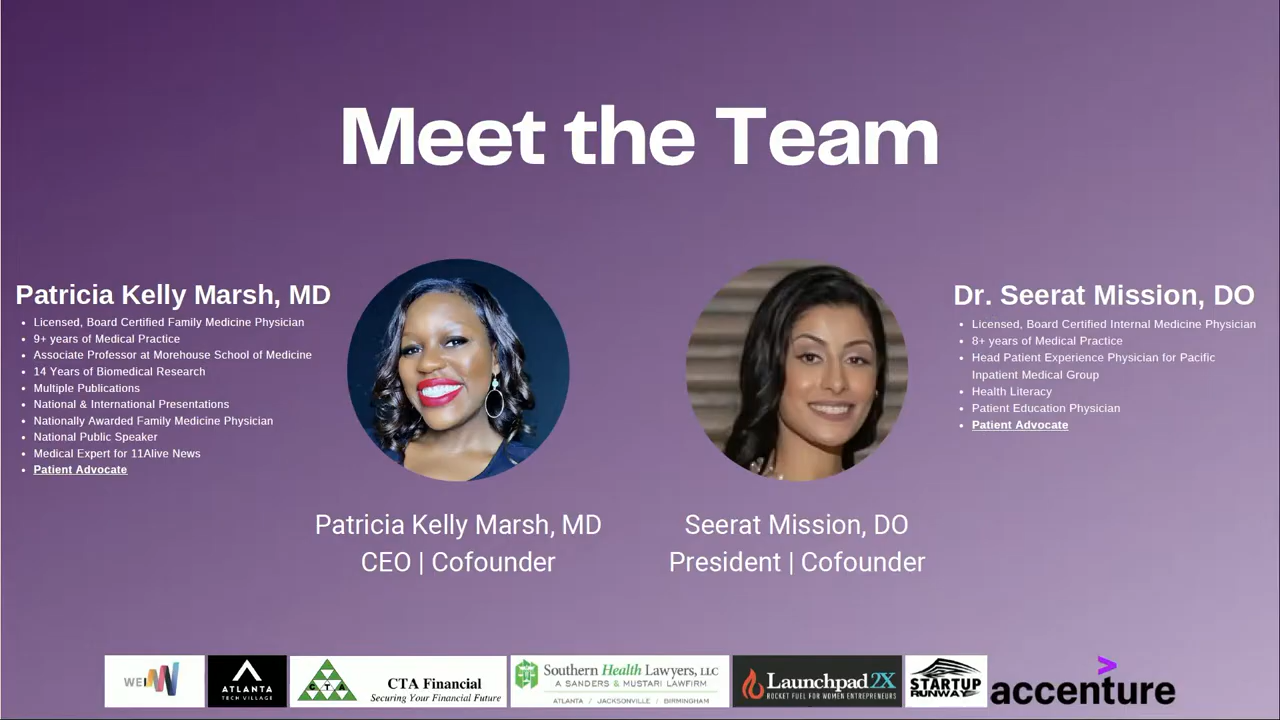 Meet the Team
Patricia Kelly Marsh, MD
Licensed, Board Certified Family Medicine Physician
9+ years of Medical Practice
Associate Professor at Morehouse School of Medicine
14 Years of Biomedical Research
Multiple Publications
National & International Presentations
Nationally Awarded Family Medicine Physician
National Public Speaker
Medical Expert for 11Alive News
Patient Advocate
Dr. Seerat Mission, DO
Licensed, Board Certified Internal Medicine Physician
8+ years of Medical Practice
Head Patient Experience Physician for Pacific
Inpatient Medical Group
Health Literacy
Patient Education Physician
Patient Advocate
Patricia Kelly Marsh, MD
CEO | Cofounder
Seerat Mission, DO
President | Cofounder
ATLANTA
TECH VILLAGE
CTA
CTA Financial
Securing Your Financial Future
Southern Health Lawyers, LLC
A SANDERS & MUSTARI LAWFIRM
ATLANTA / JACKSONVILLE / BIRMINGHAM
Launchpad2X
ROCKET FUEL FOR WOMEN ENTREPRENEURS
STARTUP
RUNWAY
accenture